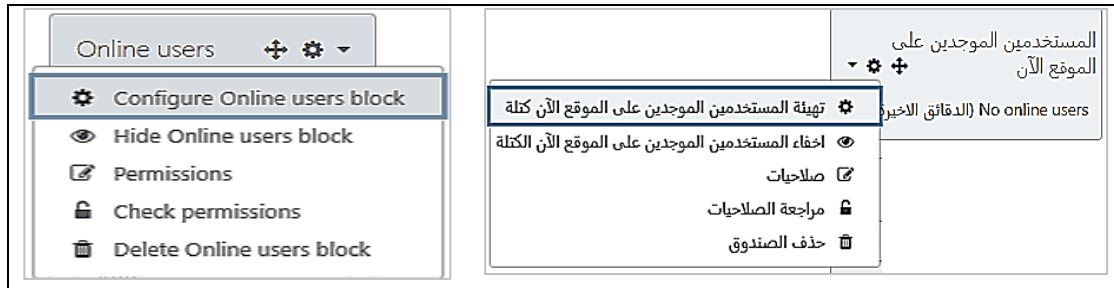 Online users
Configure Online users block
Hide Online users block
Permissions
Check permissions
Delete Online users block
المستخدمين الموجدين على
الموقع الآن
No online users (الدقائق الاخير
تهيئة المستخدمين الموجدين على الموقع الآن كتلة
اخفاء المستخدمين الموجدين على الموقع الآن الكتلة
صلاحيات
مراجعة الصلاحيات
حذف الصندوق